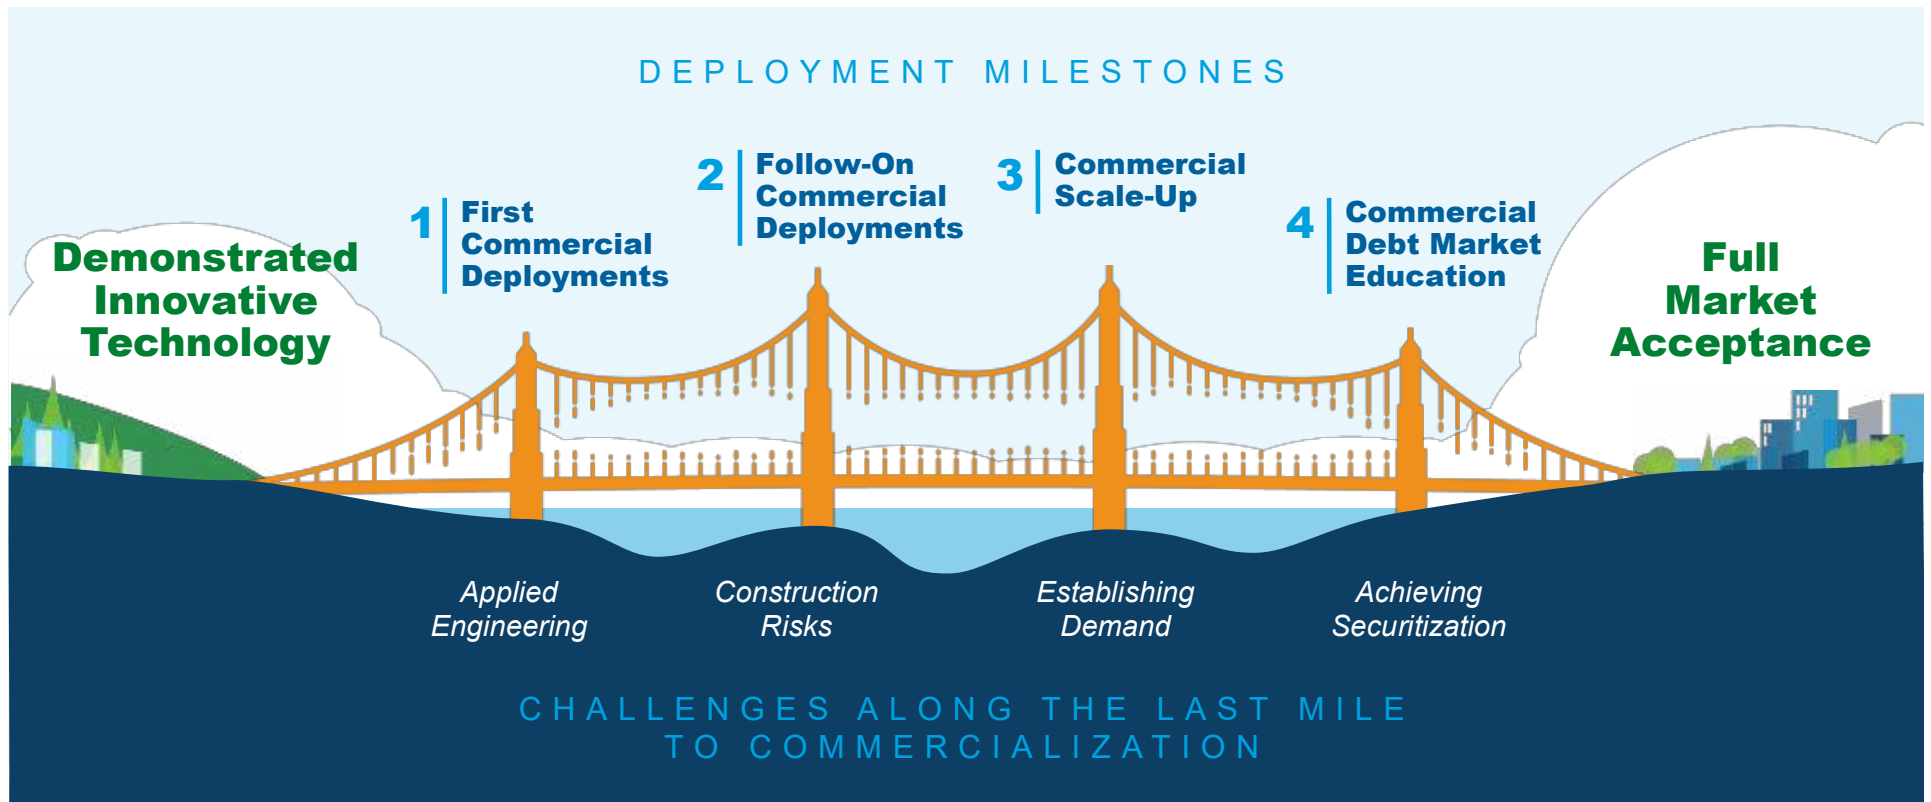 DEPLOYMENT MILESTONES
Demonstrated
Innovative
Technology
1
First
Commercial
Deployments
2
Follow-On
Commercial
Deployments
3
Commercial
Scale-Up
4
Commercial
Debt Market
Education
Full
Market
Acceptance
Applied
Engineering
Construction
Risks
Establishing
Demand
Achieving
Securitization
CHALLENGES ALONG THE LAST MILE
TO COMMERCIALIZATION